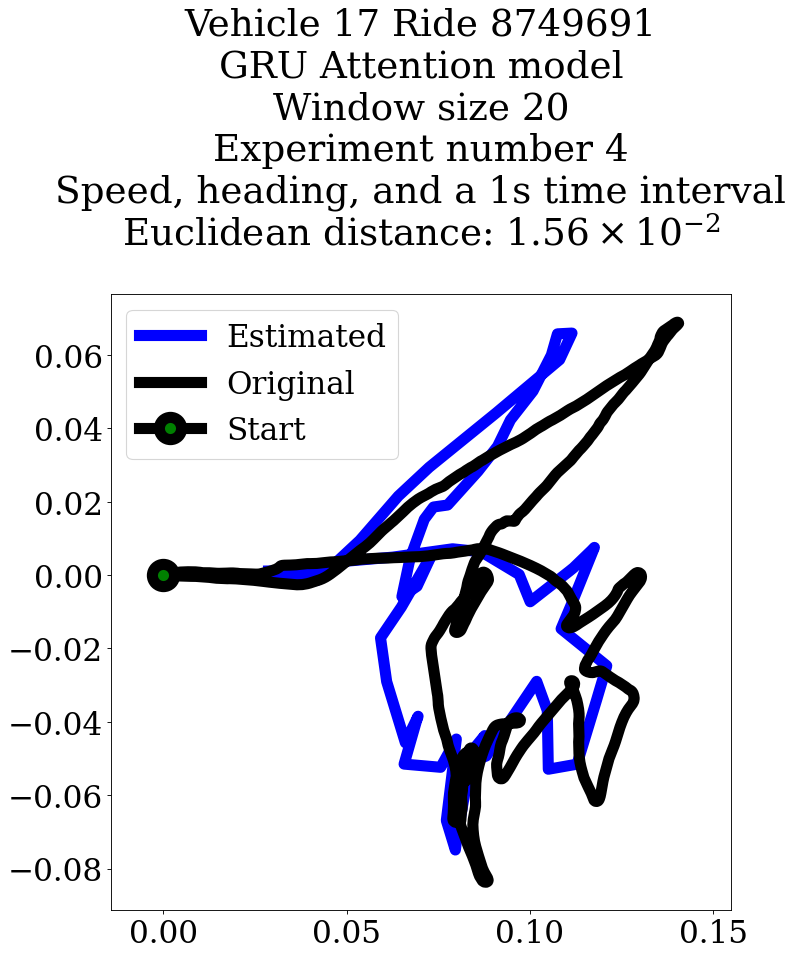 Vehicle 17 Ride 8749691
GRU Attention model
Window size 20
Experiment number 4
Speed, heading, and a 1s time interval
Euclidean distance: 1.56 × 10⁻²
Estimated
Original
Start
0.06
0.04
0.02
0.00
−0.02
−0.04
−0.06
−0.08
0.00 0.05 0.10 0.15